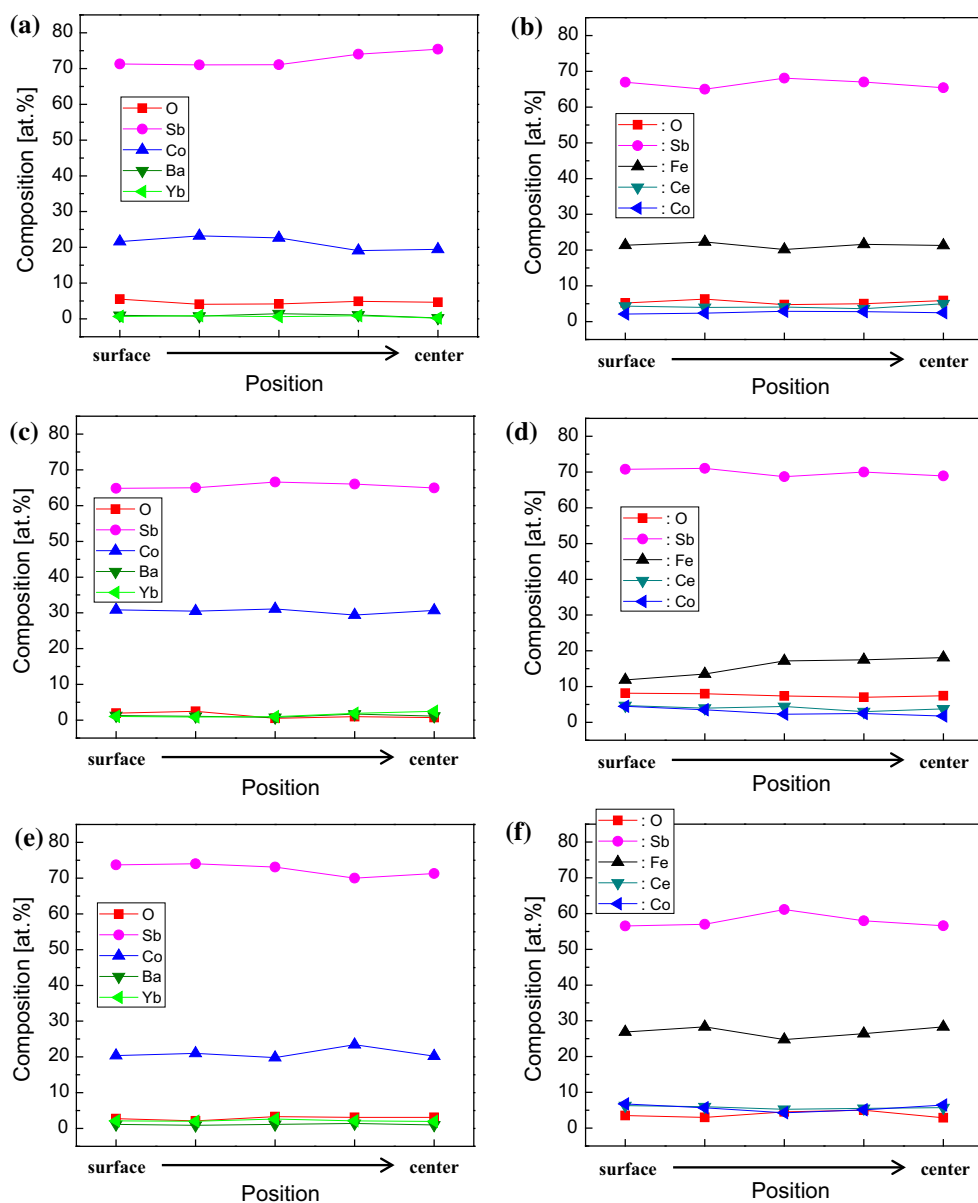 (a)
Composition [at.%]
80
70
60
50
40
30
20
10
0
O
Sb
Co
Ba
Yb
surface
center
Position
(b)
Composition [at.%]
80
70
60
50
40
30
20
10
0
: O
: Sb
: Fe
: Ce
: Co
surface
center
Position
(c)
Composition [at.%]
80
70
60
50
40
30
20
10
0
O
Sb
Co
Ba
Yb
surface
center
Position
(d)
Composition [at.%]
80
70
60
50
40
30
20
10
0
: O
: Sb
: Fe
: Ce
: Co
surface
center
Position
(e)
Composition [at.%]
80
70
60
50
40
30
20
10
0
O
Sb
Co
Ba
Yb
surface
center
Position
(f)
Composition [at.%]
80
70
60
50
40
30
20
10
0
: O
: Sb
: Fe
: Ce
: Co
surface
center
Position